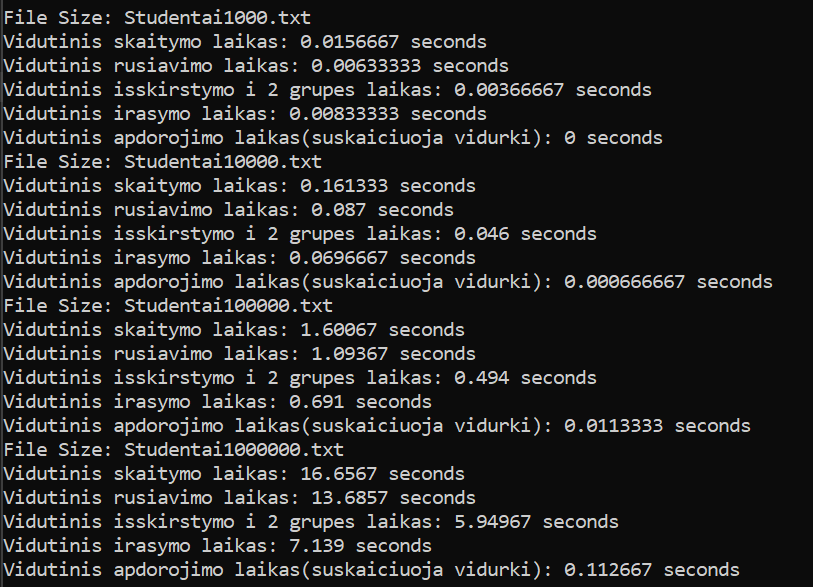 File Size: Studentai1000.txt
Vidutinis skaitymo laikas: 0.0156667 seconds
Vidutinis rusiavimo laikas: 0.00633333 seconds
Vidutinis isskirstymo i 2 grupes laikas: 0.00366667 seconds
Vidutinis irasymo laikas: 0.00833333 seconds
Vidutinis apdorojimo laikas(suskaiciuoja vidurki): 0 seconds
File Size: Studentai10000.txt
Vidutinis skaitymo laikas: 0.161333 seconds
Vidutinis rusiavimo laikas: 0.087 seconds
Vidutinis isskirstymo i 2 grupes laikas: 0.046 seconds
Vidutinis irasymo laikas: 0.0696667 seconds
Vidutinis apdorojimo laikas(suskaiciuoja vidurki): 0.000666667 seconds
File Size: Studentai100000.txt
Vidutinis skaitymo laikas: 1.60067 seconds
Vidutinis rusiavimo laikas: 1.09367 seconds
Vidutinis isskirstymo i 2 grupes laikas: 0.494 seconds
Vidutinis irasymo laikas: 0.691 seconds
Vidutinis apdorojimo laikas(suskaiciuoja vidurki): 0.0113333 seconds
File Size: Studentai1000000.txt
Vidutinis skaitymo laikas: 16.6567 seconds
Vidutinis rusiavimo laikas: 13.6857 seconds
Vidutinis isskirstymo i 2 grupes laikas: 5.94967 seconds
Vidutinis irasymo laikas: 7.139 seconds
Vidutinis apdorojimo laikas(suskaiciuoja vidurki): 0.112667 seconds